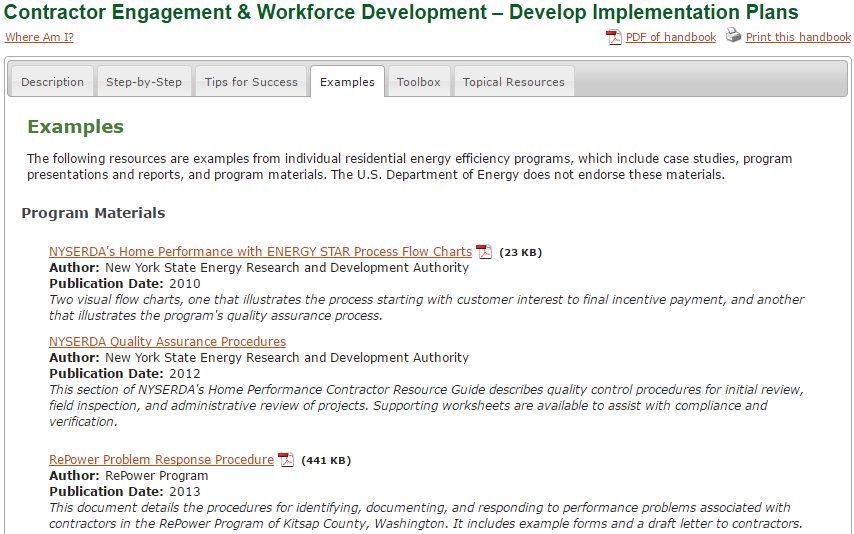 Contractor Engagement & Workforce Development – Develop Implementation Plans
Where Am I?
PDF of handbook
Print this handbook
Description
Step-by-Step
Tips for Success
Examples
Toolbox
Topical Resources
Examples
The following resources are examples from individual residential energy efficiency programs, which include case studies, program
presentations and reports, and program materials. The U.S. Department of Energy does not endorse these materials.
Program Materials
NYSERDA's Home Performance with ENERGY STAR Process Flow Charts (23 KB)
Author: New York State Energy Research and Development Authority
Publication Date: 2010
Two visual flow charts, one that illustrates the process starting with customer interest to final incentive payment, and another
that illustrates the program's quality assurance process.
NYSERDA Quality Assurance Procedures
Author: New York State Energy Research and Development Authority
Publication Date: 2012
This section of NYSERDA's Home Performance Contractor Resource Guide describes quality control procedures for initial review,
field inspection, and administrative review of projects. Supporting worksheets are available to assist with compliance and
verification.
RePower Problem Response Procedure (441 KB)
Author: RePower Program
Publication Date: 2013
This document details the procedures for identifying, documenting, and responding to performance problems associated with
contractors in the RePower Program of Kitsap County, Washington. It includes example forms and a draft letter to contractors.